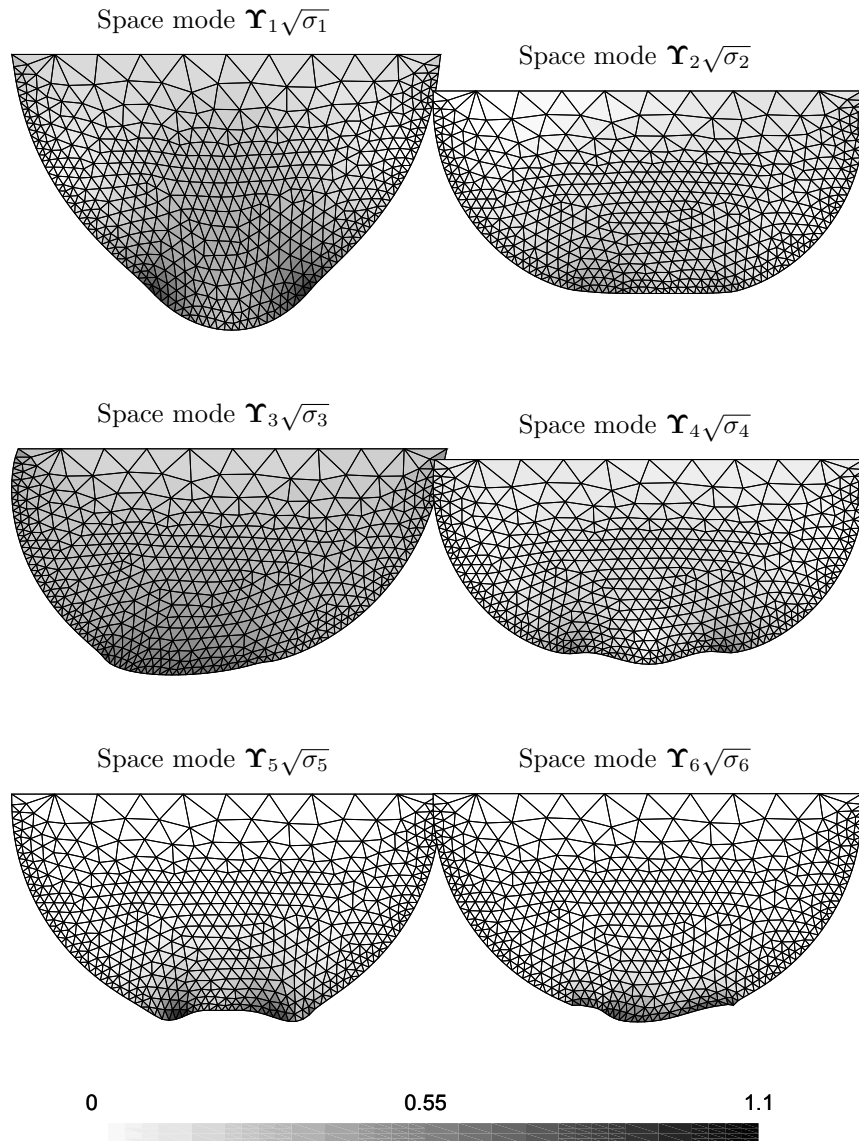 Space mode 𝚼₁√σ₁
Space mode 𝚼₂√σ₂
Space mode 𝚼₃√σ₃
Space mode 𝚼₄√σ₄
Space mode 𝚼₅√σ₅
Space mode 𝚼₆√σ₆
0 0.55 1.1